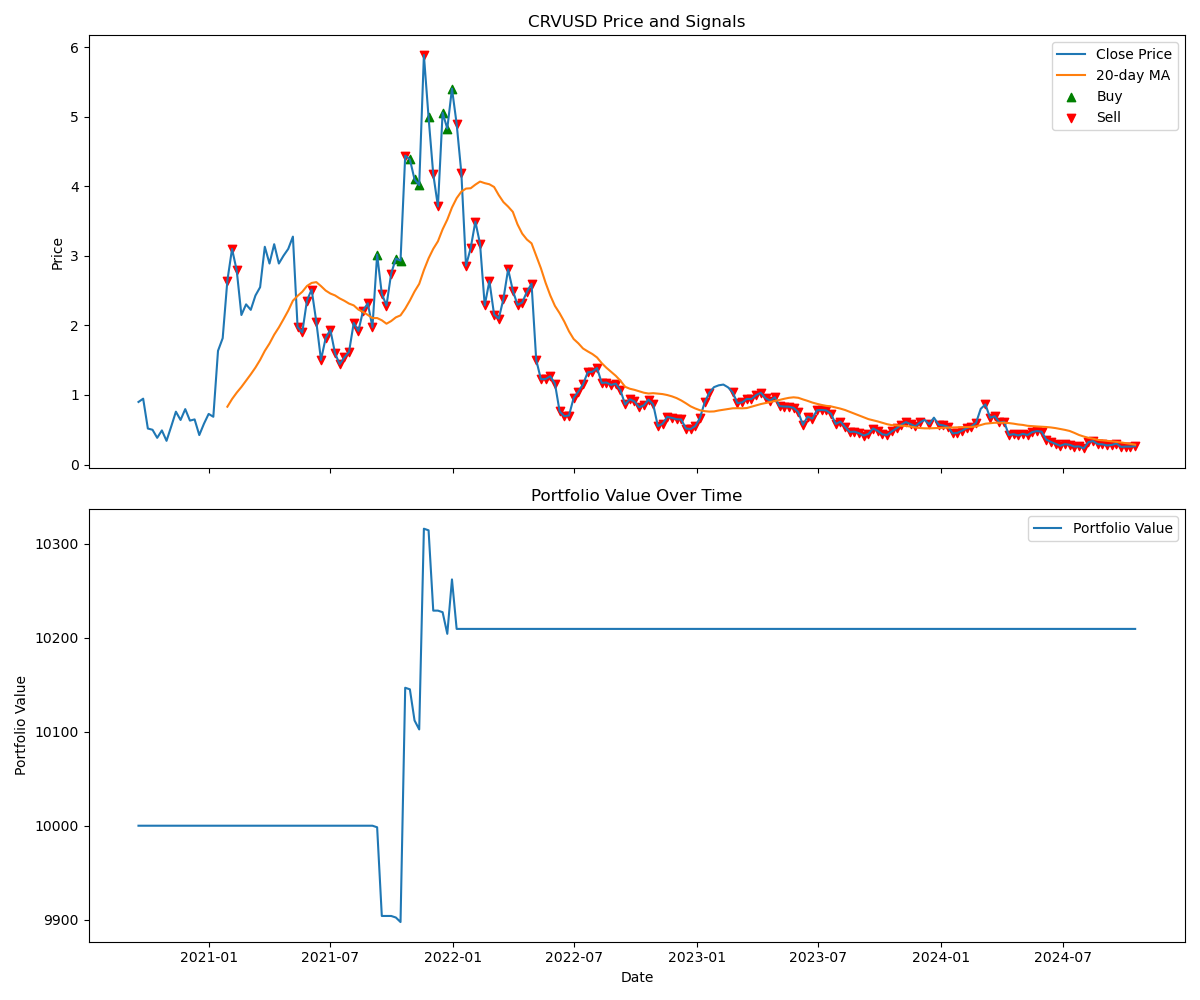 CRVUSD Price and Signals
Close Price
20-day MA
Buy
Sell
Price
6
5
4
3
2
1
0
Portfolio Value Over Time
Portfolio Value
Portfolio Value
10300
10200
10100
10000
9900
2021-01 2021-07 2022-01 2022-07 2023-01 2023-07 2024-01 2024-07
Date